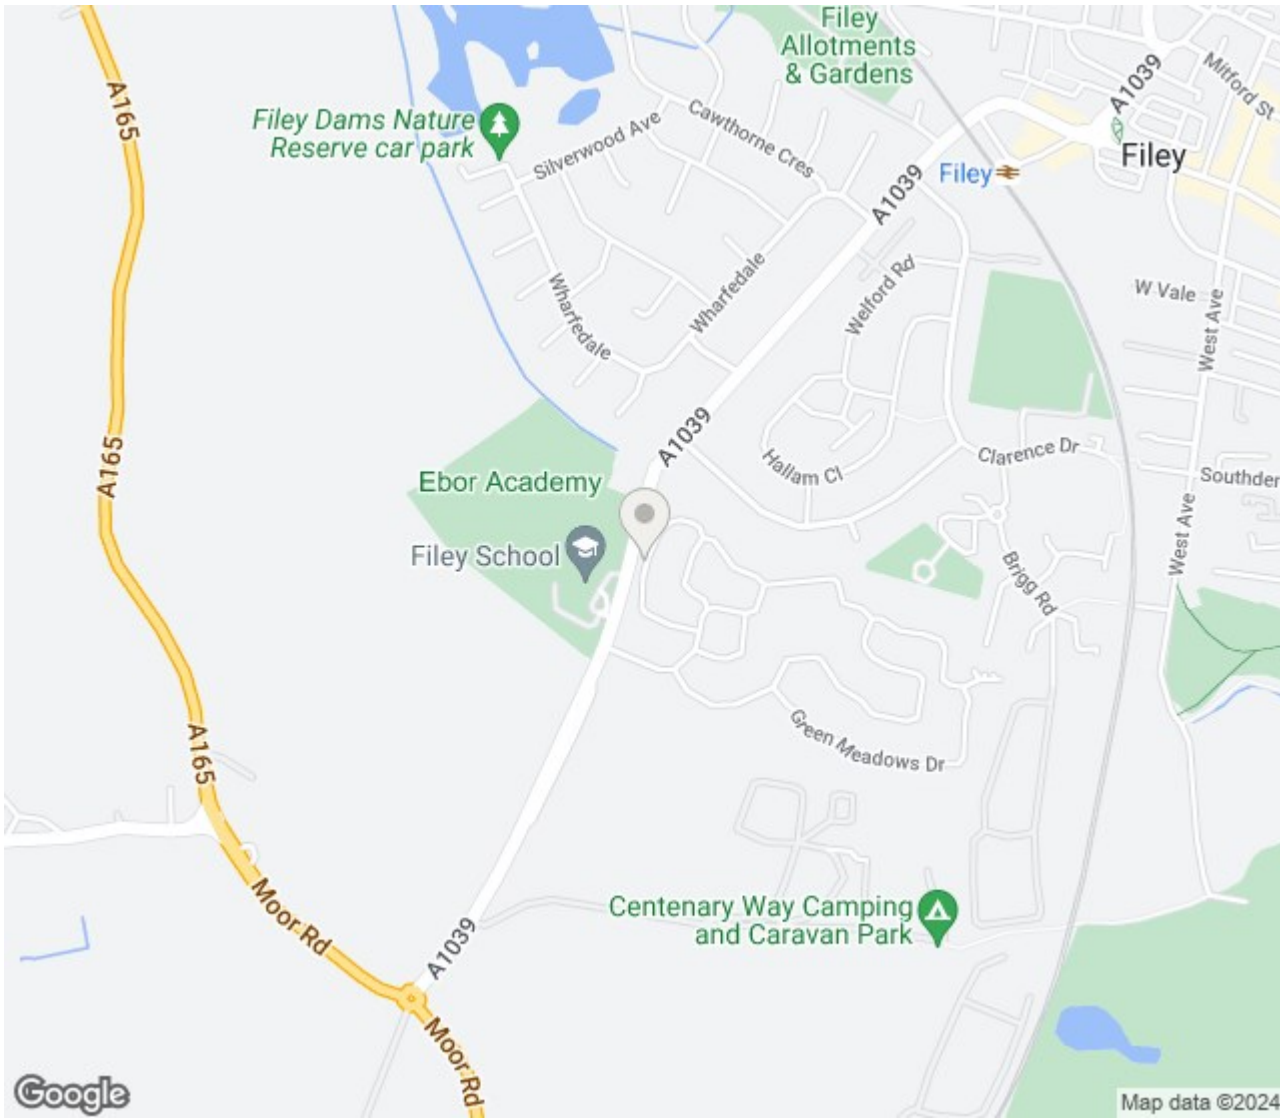 Filey
Allotments
& Gardens
A1039
Mitford St
A165
Filey Dams Nature
Reserve car park
Silverwood Ave
Cawthorne Cres
Filey
Filey
A1039
Wharfedale
Wharfedale
Welford Rd
W Vale
West Ave
A1039
A165
Ebor Academy
Hallam Cl
Clarence Dr
Southder
Filey School
Brigg Rd
West Ave
A165
Green Meadows Dr
Moor Rd
Centenary Way Camping
and Caravan Park
A1039
Moor Rd
Google
Map data ©2024